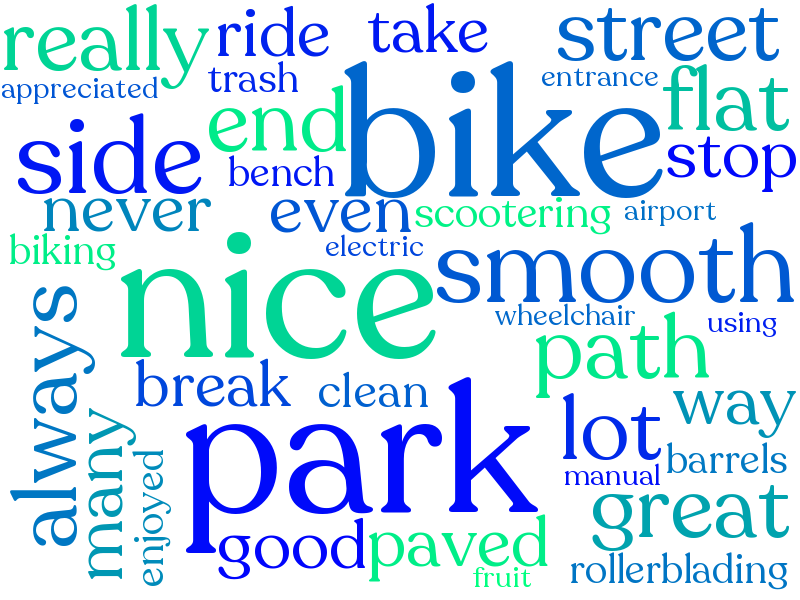 really ride take street
appreciated trash entrance
side end bike flat
bench stop
never even scootering airport
biking electric
nice smooth
wheelchair using
always path
break clean way
many park lot barrels
enjoyed manual
good paved great
fruit rollerblading